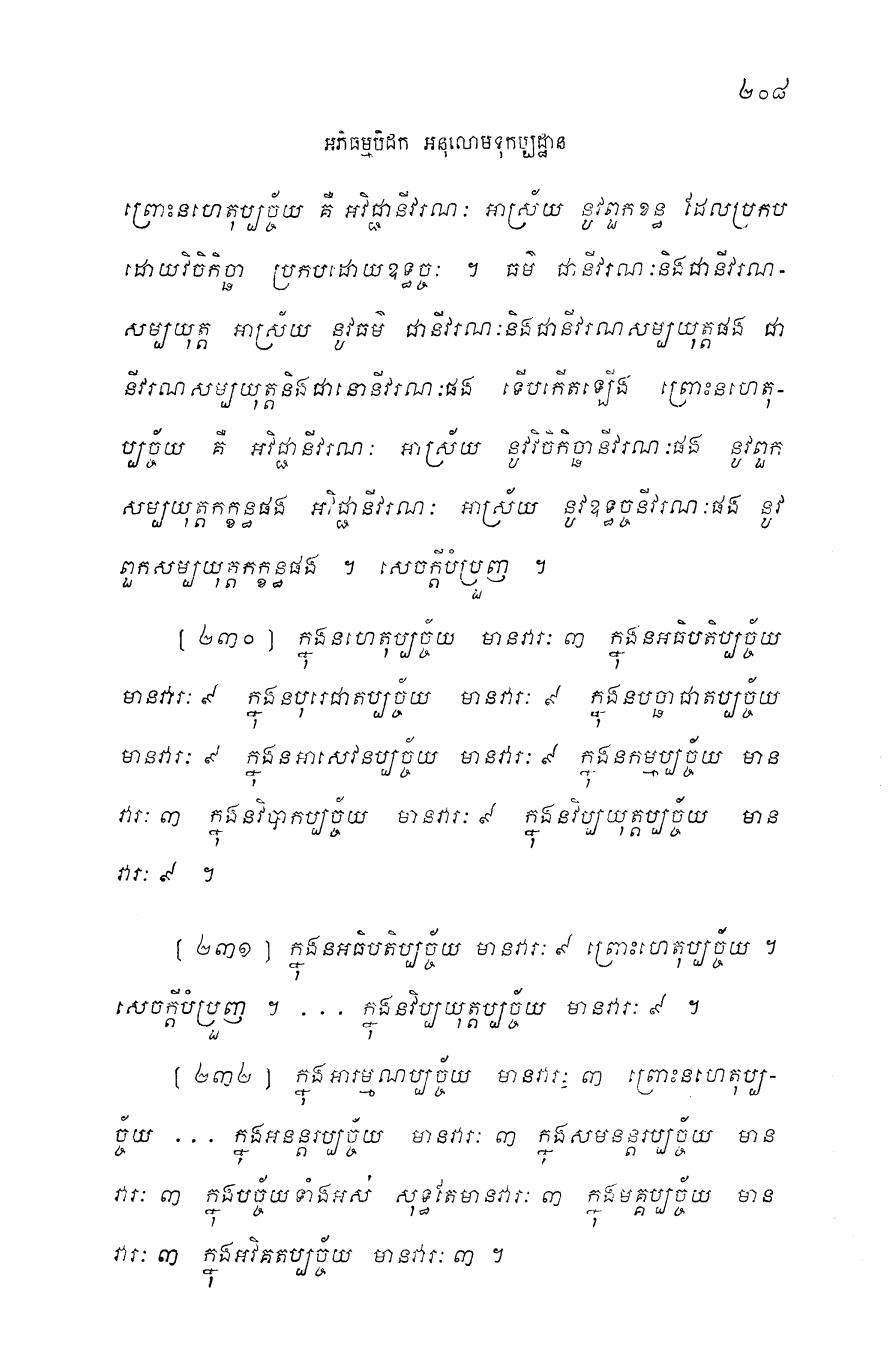 ២០៨
អភិធម្មបិដក អនុលោមទុកប្បដ្ឋាន
ព្រោះនហេតុប្បច្ច័យ គឺ អវិជ្ជានីវរណៈ អាស្រ័យ នូវពួកខន្ធ ដែលប្រកប
ដោយវិចិកិច្ឆា ប្រកបដោយឧទ្ធច្ចៈ ។ ធម៌ ជានីវរណៈនិងជានីវរណ-
សម្បយុត្ត អាស្រ័យ នូវធម៌ ជានីវរណៈនិងជានីវរណសម្បយុត្តផង ជា
នីវរណសម្បយុត្តនិងជានោនីវរណៈផង ទើបកើតឡើង ព្រោះនហេតុ-
ប្បច្ច័យ គឺ អវិជ្ជានីវរណៈ អាស្រ័យ នូវវិចិកិច្ឆានីវរណៈផង នូវពួក
សម្បយុត្តកក្ខន្ធផង អវិជ្ជានីវរណៈ អាស្រ័យ នូវឧទ្ធច្ចនីវរណៈផង នូវ
ពួកសម្បយុត្តកក្ខន្ធផង ។ សេចក្តីបំប្រួញ ។
[ ២៣០ ] ក្នុងនហេតុប្បច្ច័យ មានវារៈ ៣ ក្នុងនអធិបតិប្បច្ច័យ
មានវារៈ ៩ ក្នុងនបុរេជាតប្បច្ច័យ មានវារៈ ៩ ក្នុងនបច្ឆាជាតប្បច្ច័យ
មានវារៈ ៩ ក្នុងនអាសេវនប្បច្ច័យ មានវារៈ ៩ ក្នុងនកម្មប្បច្ច័យ មាន
វារៈ ៣ ក្នុងនវិបាកប្បច្ច័យ មានវារៈ ៩ ក្នុងនវិប្បយុត្តប្បច្ច័យ មាន
វារៈ ៩ ។
[ ២៣១ ] ក្នុងនអធិបតិប្បច្ច័យ មានវារៈ ៩ ព្រោះហេតុប្បច្ច័យ ។
សេចក្តីបំប្រួញ ។ ... ក្នុងនវិប្បយុត្តប្បច្ច័យ មានវារៈ ៩ ។
[ ២៣២ ] ក្នុងអារម្មណប្បច្ច័យ មានវារៈ ៣ ព្រោះនហេតុប្ប-
ច្ច័យ ... ក្នុងអនន្តរប្បច្ច័យ មានវារៈ ៣ ក្នុងសមនន្តរប្បច្ច័យ មាន
វារៈ ៣ ក្នុងបច្ច័យទាំងអស់ សុទ្ធតែមានវារៈ ៣ ក្នុងមគ្គប្បច្ច័យ មាន
វារៈ ៣ ក្នុងអវិគតប្បច្ច័យ មានវារៈ ៣ ។